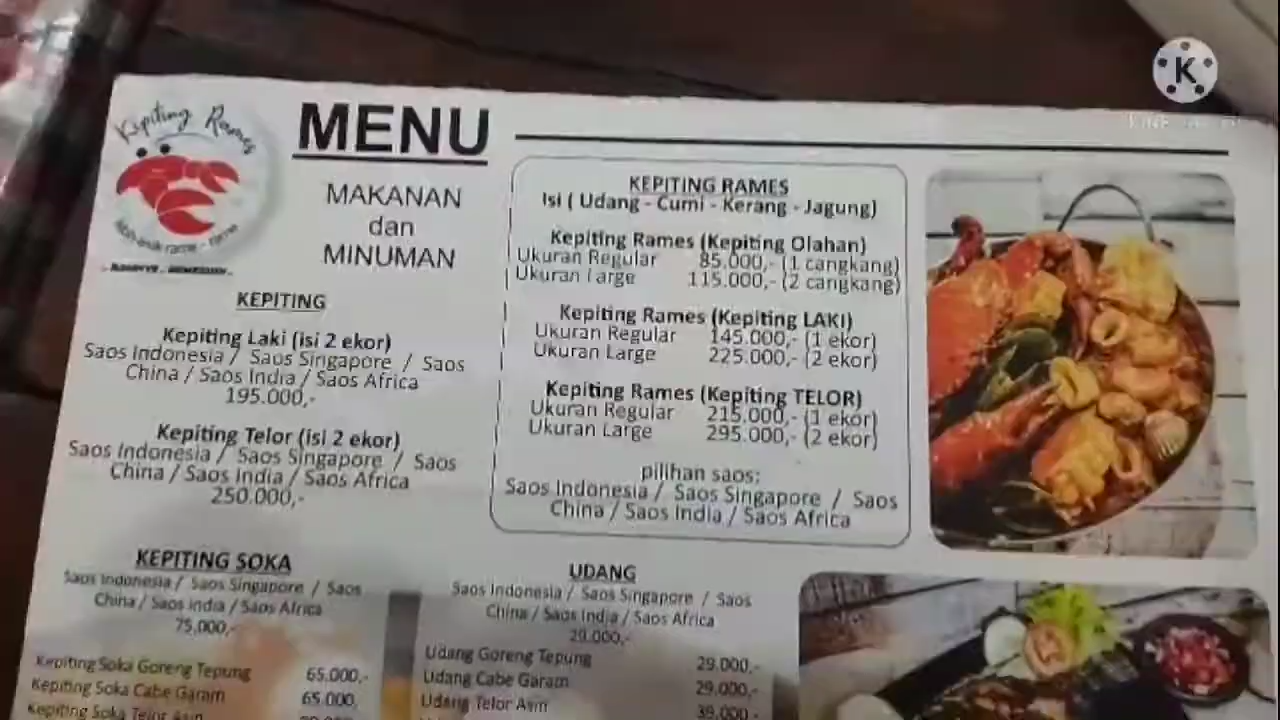 Kepiting Rames
MENU
MAKANAN
dan
MINUMAN
KEPITING
Kepiting Laki (isi 2 ekor)
Saos Indonesia / Saos Singapore / Saos
China / Saos India / Saos Africa
195.000,-
Kepiting Telor (isi 2 ekor)
Saos Indonesia / Saos Singapore / Saos
China / Saos India / Saos Africa
250.000,-
KEPITING RAMES
Isi ( Udang - Cumi - Kerang - Jagung)
Kepiting Rames (Kepiting Olahan)
Ukuran Regular 85.000,- (1 cangkang)
Ukuran Large 115.000,- (2 cangkang)
Kepiting Rames (Kepiting LAKI)
Ukuran Regular 145.000,- (1 ekor)
Ukuran Large 225.000,- (2 ekor)
Kepiting Rames (Kepiting TELOR)
Ukuran Regular 215.000,- (1 ekor)
Ukuran Large 295.000,- (2 ekor)
pilihan saos:
Saos Indonesia / Saos Singapore / Saos
China / Saos India / Saos Africa
KEPITING SOKA
Saos Indonesia / Saos Singapore / Saos
China / Saos India / Saos Africa
75.000,-
Kepiting Soka Goreng Tepung 65.000,-
Kepiting Soka Cabe Garam 65.000,
Kepiting Soka Telor Asin
UDANG
Saos Indonesia / Saos Singapore / Saos
China / Saos India / Saos Africa
29.000,-
Udang Goreng Tepung 29.000,-
Udang Cabe Garam 29.000,-
Udang Telor Asin 39.000,-
K